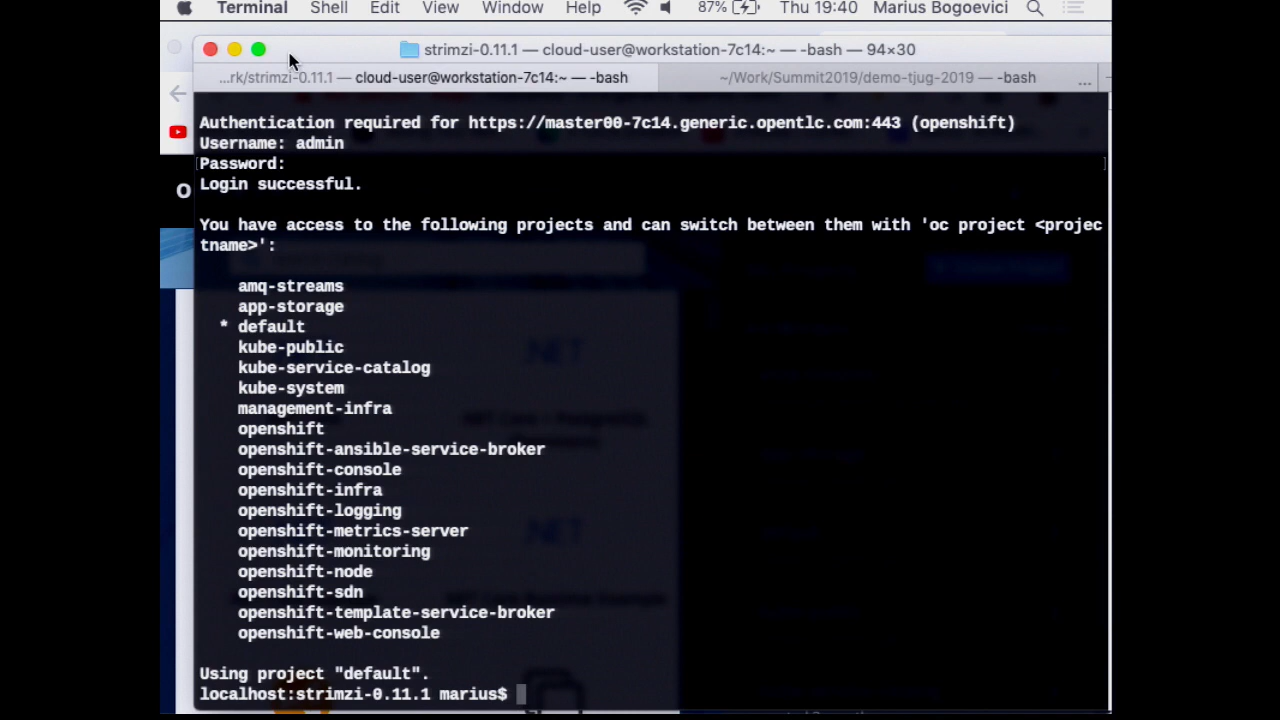 Terminal Shell Edit View Window Help 87% Thu 19:40 Marius Bogoevici
strimzi-0.11.1 — cloud-user@workstation-7c14:~ — -bash — 94×30
...rk/strimzi-0.11.1 — cloud-user@workstation-7c14:~ — -bash ~/Work/Summit2019/demo-tjug-2019 — -bash ...
Authentication required for https://master00-7c14.generic.opentlc.com:443 (openshift)
Username: admin
Password:
Login successful.
You have access to the following projects and can switch between them with 'oc project <projec
tname>':
amq-streams
app-storage
* default
kube-public
kube-service-catalog
kube-system
management-infra
openshift
openshift-ansible-service-broker
openshift-console
openshift-infra
openshift-logging
openshift-metrics-server
openshift-monitoring
openshift-node
openshift-sdn
openshift-template-service-broker
openshift-web-console
Using project "default".
localhost:strimzi-0.11.1 marius$